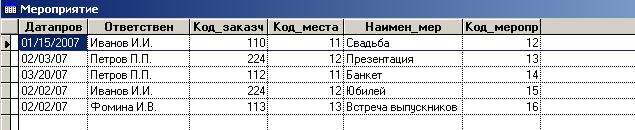 Мероприятие
Датапров Ответствен Код_заказч Код_места Наимен_мер Код_меропр
01/15/2007 Иванов И.И. 110 11 Свадьба 12
02/03/07 Петров П.П. 224 12 Презентация 13
03/20/07 Петров П.П. 112 11 Банкет 14
02/02/07 Иванов И.И. 224 12 Юбилей 15
02/02/07 Фомина И.В. 113 13 Встреча выпускников 16